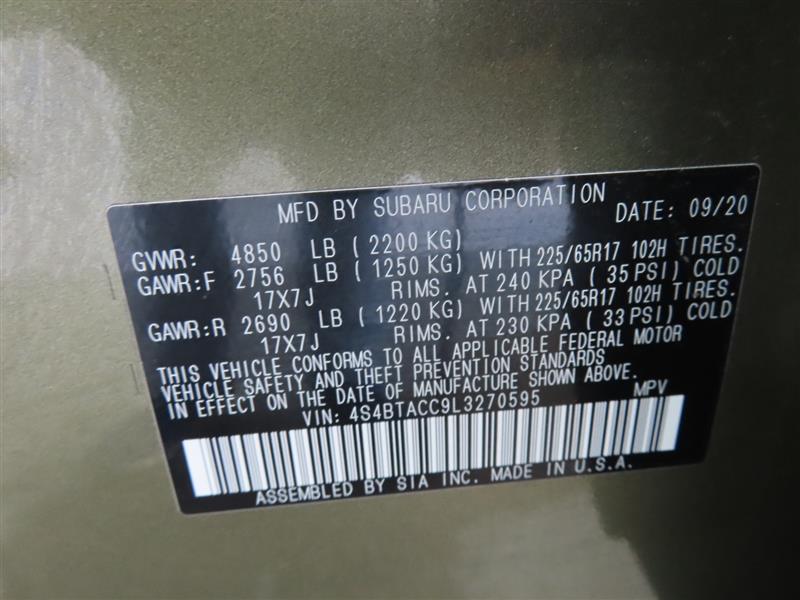 MFD BY SUBARU CORPORATION DATE: 09/20
GVWR: 4850 LB ( 2200 KG)
GAWR:F 2756 LB ( 1250 KG) WITH 225/65R17 102H TIRES.
17X7J RIMS. AT 240 KPA ( 35 PSI) COLD
GAWR:R 2690 LB ( 1220 KG) WITH 225/65R17 102H TIRES.
17X7J RIMS. AT 230 KPA ( 33 PSI) COLD
THIS VEHICLE CONFORMS TO ALL APPLICABLE FEDERAL MOTOR
VEHICLE SAFETY AND THEFT PREVENTION STANDARDS
IN EFFECT ON THE DATE OF MANUFACTURE SHOWN ABOVE.
VIN: 4S4BTACC9L3270595 MPV
ASSEMBLED BY SIA INC. MADE IN U.S.A.